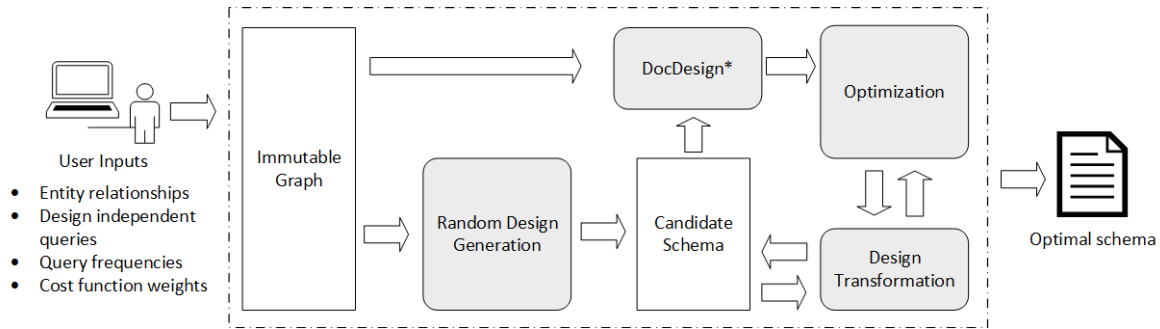 User Inputs
• Entity relationships
• Design independent
queries
• Query frequencies
• Cost function weights
Immutable
Graph
Random Design
Generation
DocDesign*
Candidate
Schema
Optimization
Design
Transformation
Optimal schema